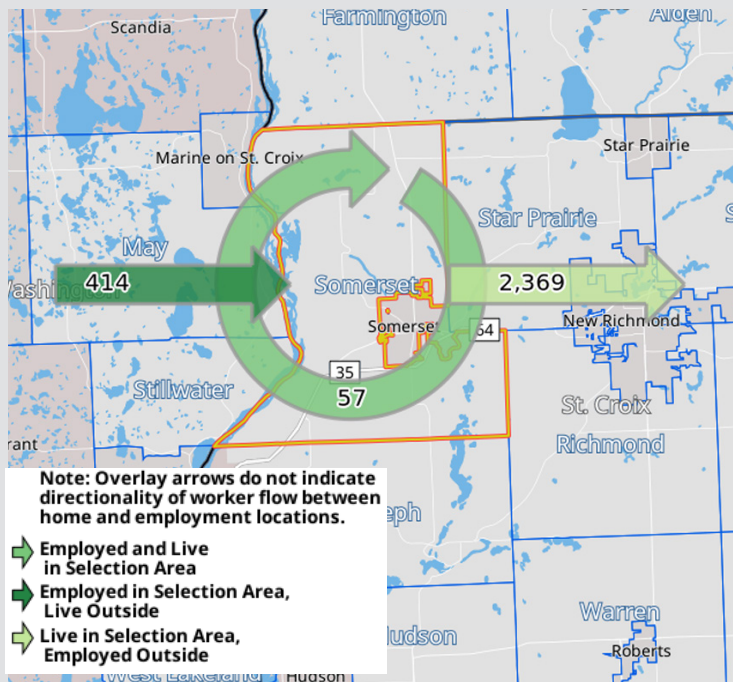 Farmington
Alden
Scandia
Marine on St. Croix
Star Prairie
Star Prairie
May
414
2,369
Somerset
Somerset
64
New Richmond
35
57
Stillwater
St. Croix
Richmond
Note: Overlay arrows do not indicate
directionality of worker flow between
home and employment locations.
Employed and Live
in Selection Area
Employed in Selection Area,
Live Outside
Live in Selection Area,
Employed Outside
Warren
Roberts
West Lakeland
Hudson